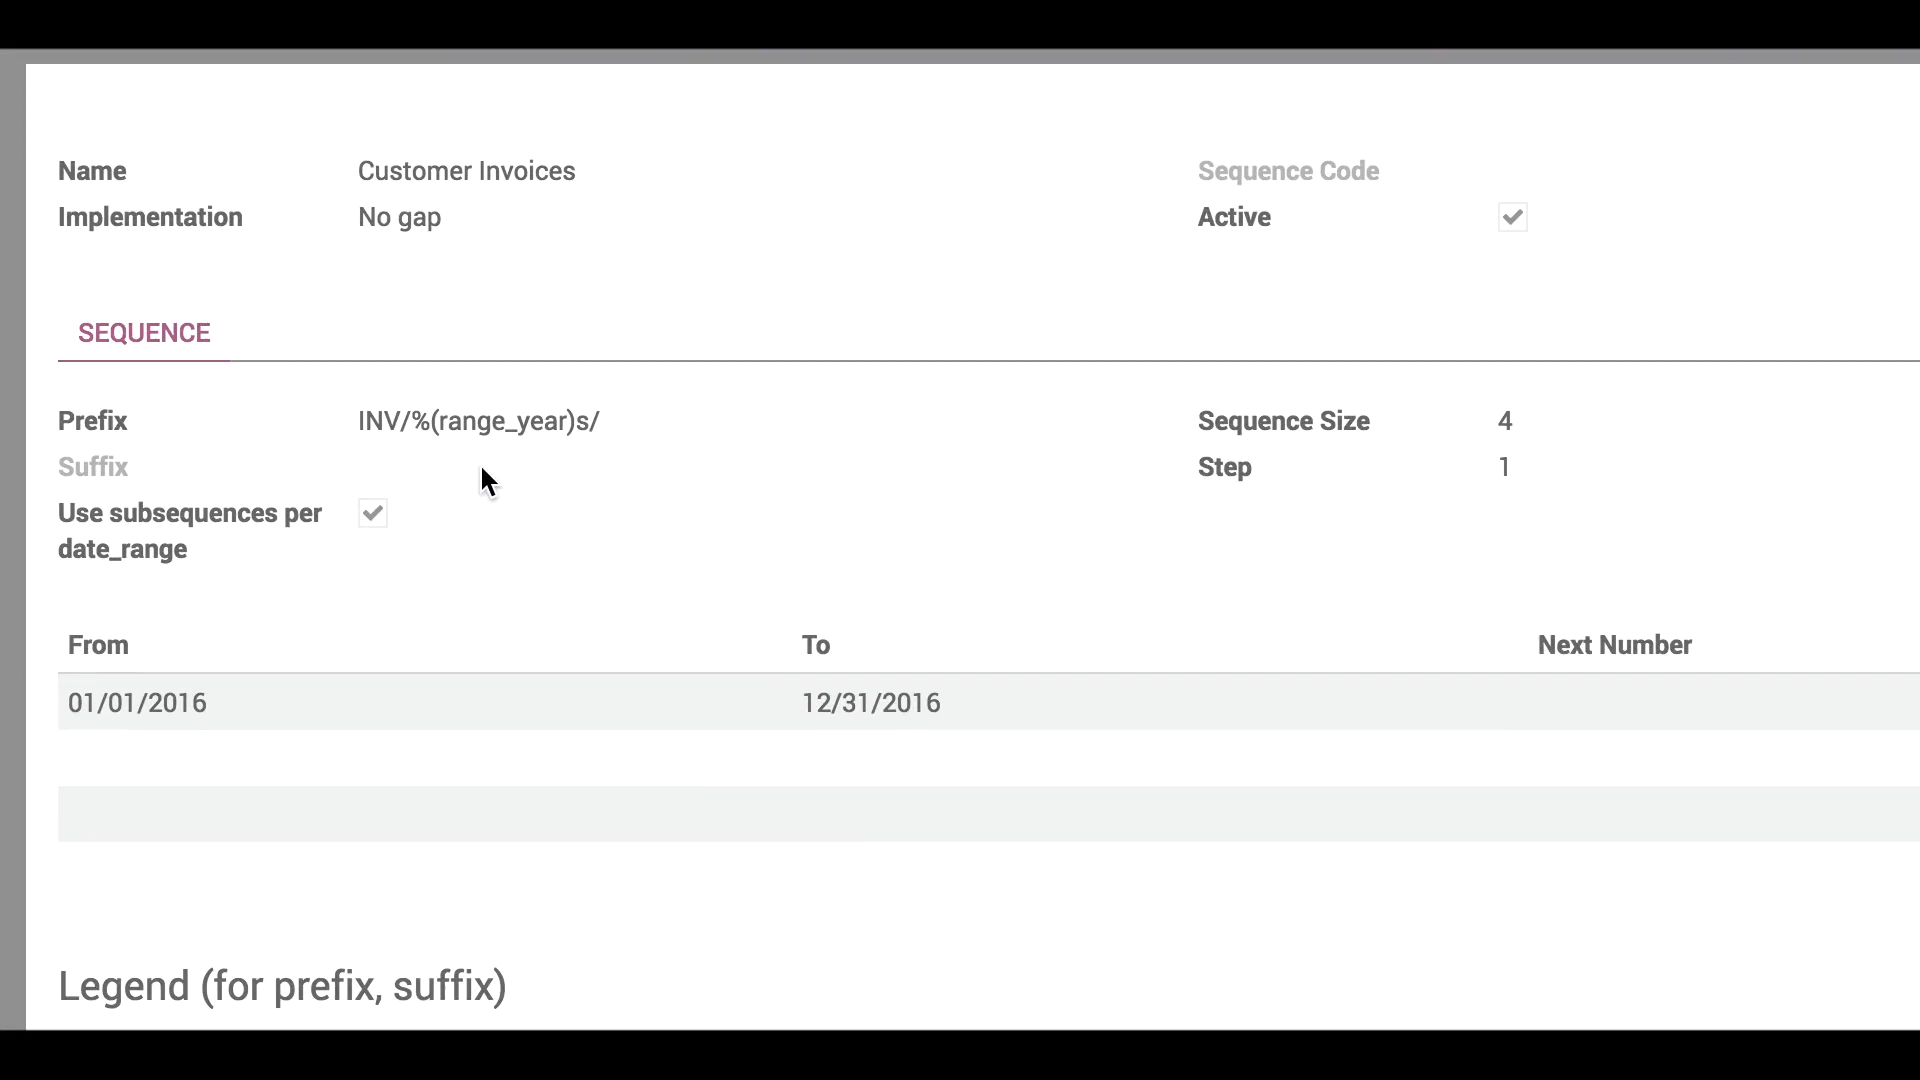 Name Customer Invoices Sequence Code
Implementation No gap Active
SEQUENCE
Prefix INV/%(range_year)s/ Sequence Size 4
Suffix Step 1
Use subsequences per
date_range
From To Next Number
01/01/2016 12/31/2016
Legend (for prefix, suffix)